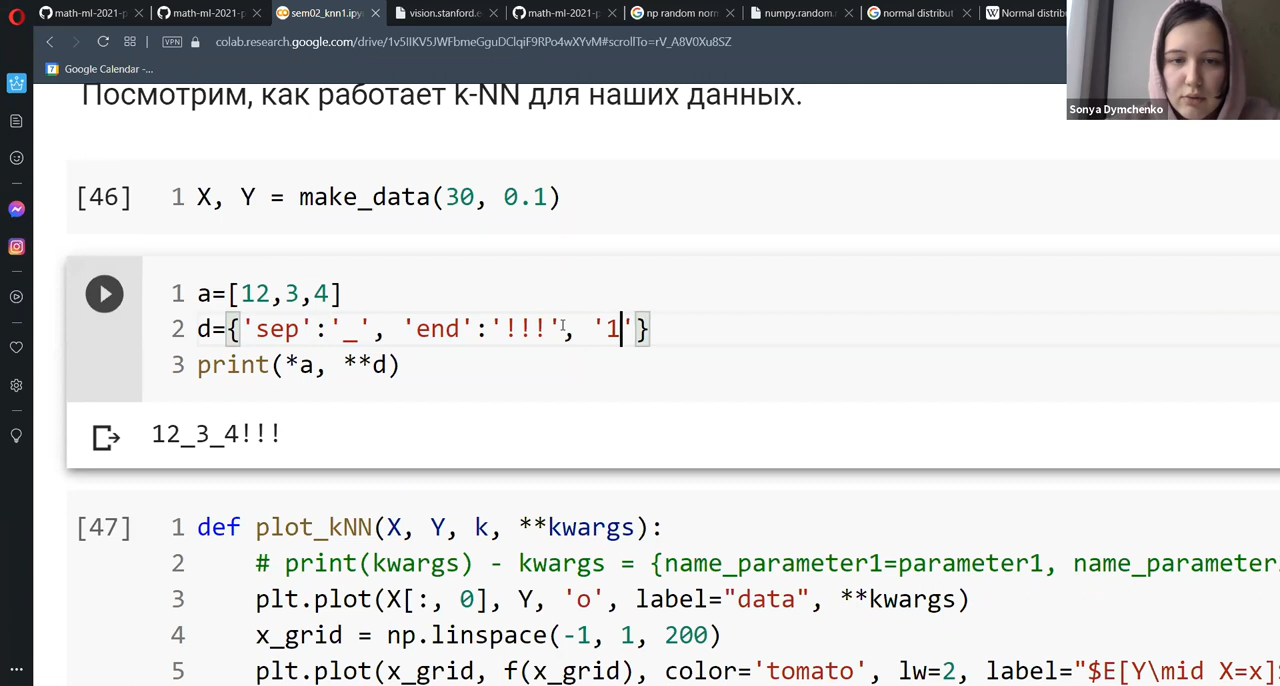 math-ml-2021-p
math-ml-2021-p
sem02_knn1.ipy
vision.stanford.e
math-ml-2021-p
np random norr
numpy.random.
normal distribut
Normal distrib
VPN
colab.research.google.com/drive/1v5IIKV5JWFbmeGguDClqiF9RPo4wXYvM#scrollTo=rV_A8V0Xu8SZ
7 Google Calendar -...
Sonya Dymchenko
Посмотрим, как работает k-NN для наших данных.
[46] 1 X, Y = make_data(30, 0.1)
1 a=[12,3,4]
2 d={'sep':'_', 'end':'!!!', '1'}
3 print(*a, **d)
12_3_4!!!
[47] 1 def plot_kNN(X, Y, k, **kwargs):
2 # print(kwargs) - kwargs = {name_parameter1=parameter1, name_parameter
3 plt.plot(X[:, 0], Y, 'o', label="data", **kwargs)
4 x_grid = np.linspace(-1, 1, 200)
5 plt.plot(x_grid, f(x_grid), color='tomato', lw=2, label="$E[Y\mid X=x]